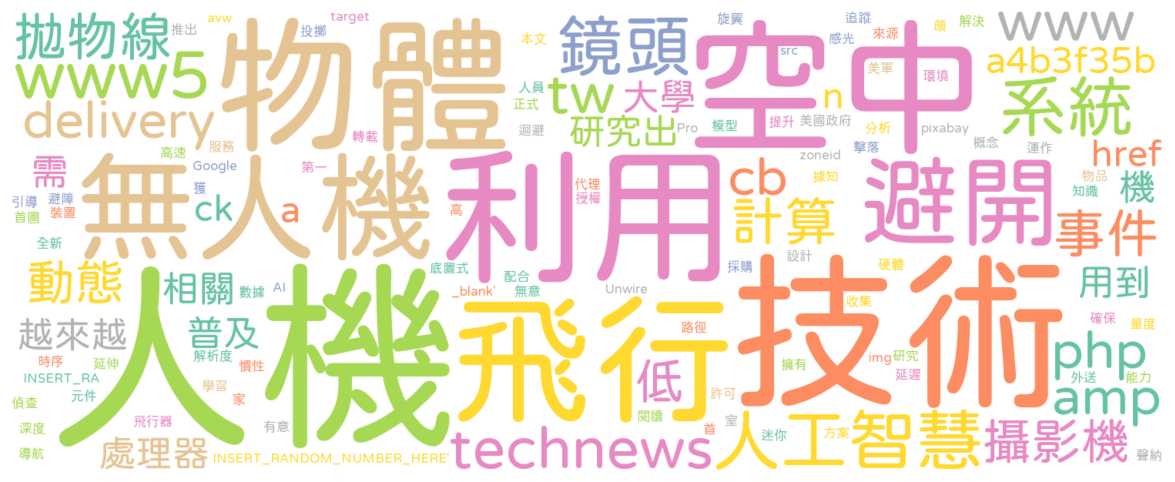 拋物線
推出
avw
投擲
target
物體
鏡頭
本文
旋翼
空中
追蹤
感光
src
來源
頗
解決
www
www5
a4b3f35b
delivery
tw
人員
正式
大學
n
美軍
環境
系統
研究出
Pro
模型
提升
美國政府
分析
pixabay
迴避
轉載
高速
服務
Google
第一
zoneid
擊落
概念
運作
href
需
無人機
利用
代理
授權
cb
據知
避開
物品
知識
機
引導
避障
首圖
裝置
獲
ck
a
高
計算
事件
全新
動態
相關
數據
AI
底置式
_blank'
配合
無意
Unwire
採購
設計
硬體
用到
越來越
普及
人機
飛行
路徑
技術
收集
確保
量度
時序
延伸
解析度
慣性
INSERT_RA
元件
學習
家
低
擁有
img
研究
延遲
php
外送
能力
amp
偵查
深度
導航
飛行器
有意
閱讀
許可
首
室
迷你
方案
人工智慧
攝影機
聲納
處理器
INSERT_RANDOM_NUMBER_HERE'
technews